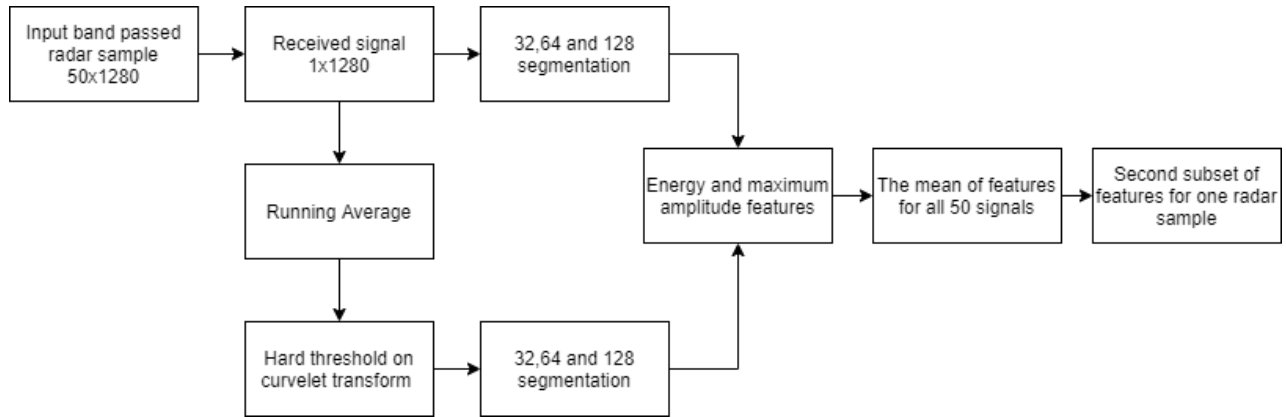 Input band passed
radar sample
50x1280
Received signal
1x1280
32,64 and 128
segmentation
Running Average
Hard threshold on
curvelet transform
32,64 and 128
segmentation
Energy and maximum
amplitude features
The mean of features
for all 50 signals
Second subset of
features for one radar
sample